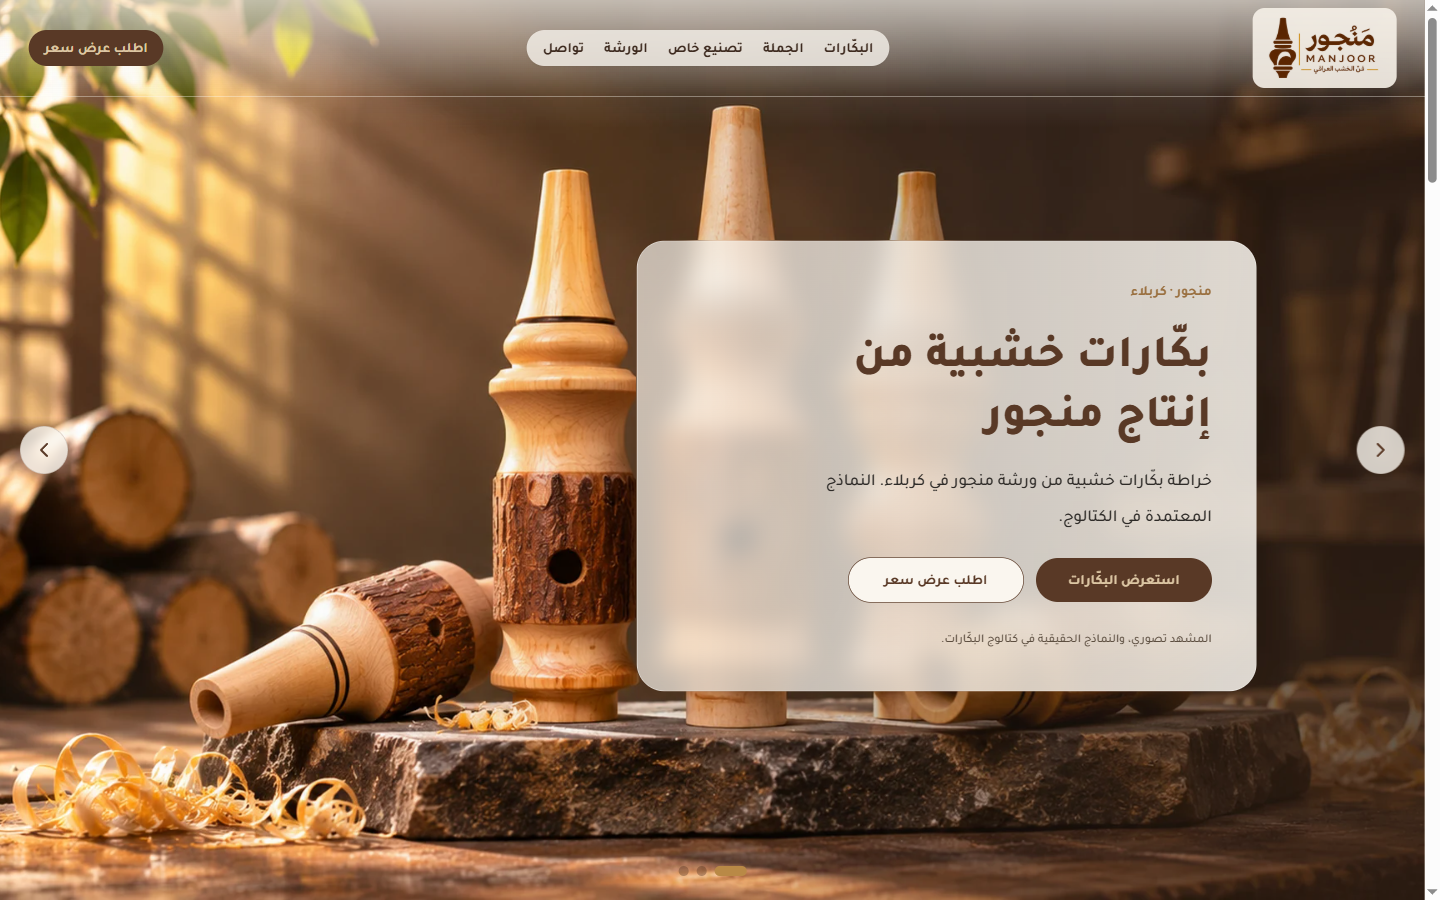 مَنْجور
MANJOOR
فنّ الخشب العراقي
البكّارات
الجملة
تصنيع خاص
الورشة
تواصل
اطلب عرض سعر
منجور · كربلاء
بكّارات خشبية من
إنتاج منجور
خراطة بكّارات خشبية من ورشة منجور في كربلاء. النماذج
المعتمدة في الكتالوج.
استعرض البكّارات
اطلب عرض سعر
المشهد تصوري، والنماذج الحقيقية في كتالوج البكّارات.